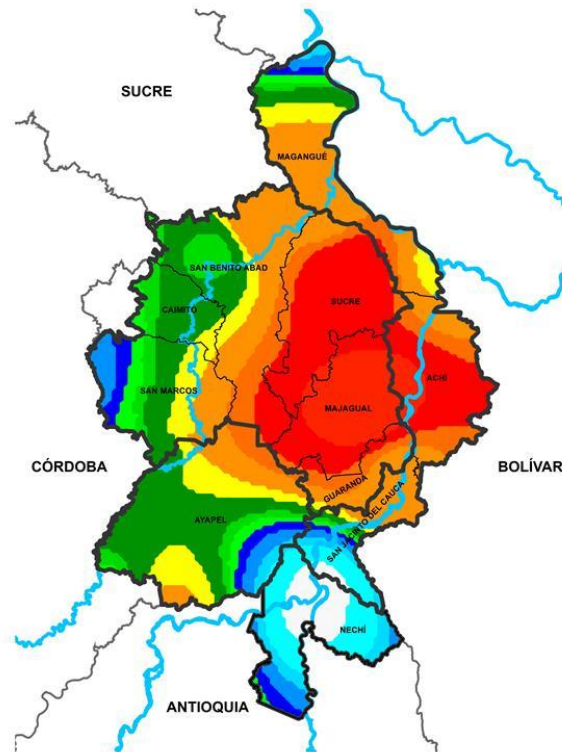 SUCRE
MAGANGUÉ
SAN BENITO ABAD
CAIMITO
SUCRE
SAN MARCOS
ACHÍ
MAJAGUAL
CÓRDOBA
BOLÍVAR
GUARANDA
AYAPEL
SAN JACINTO DEL CAUCA
NECHÍ
ANTIOQUIA